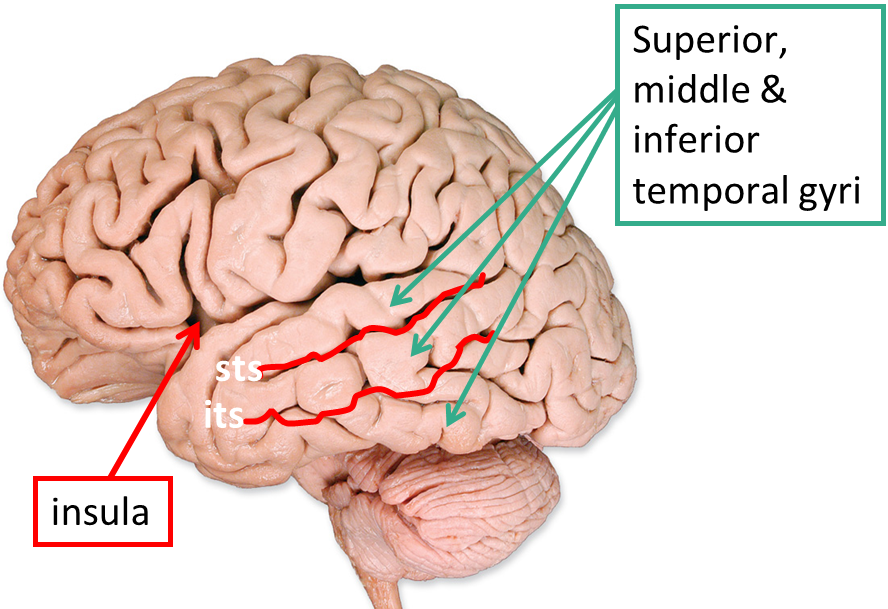 Superior,
middle &
inferior
temporal gyri
sts
its
insula